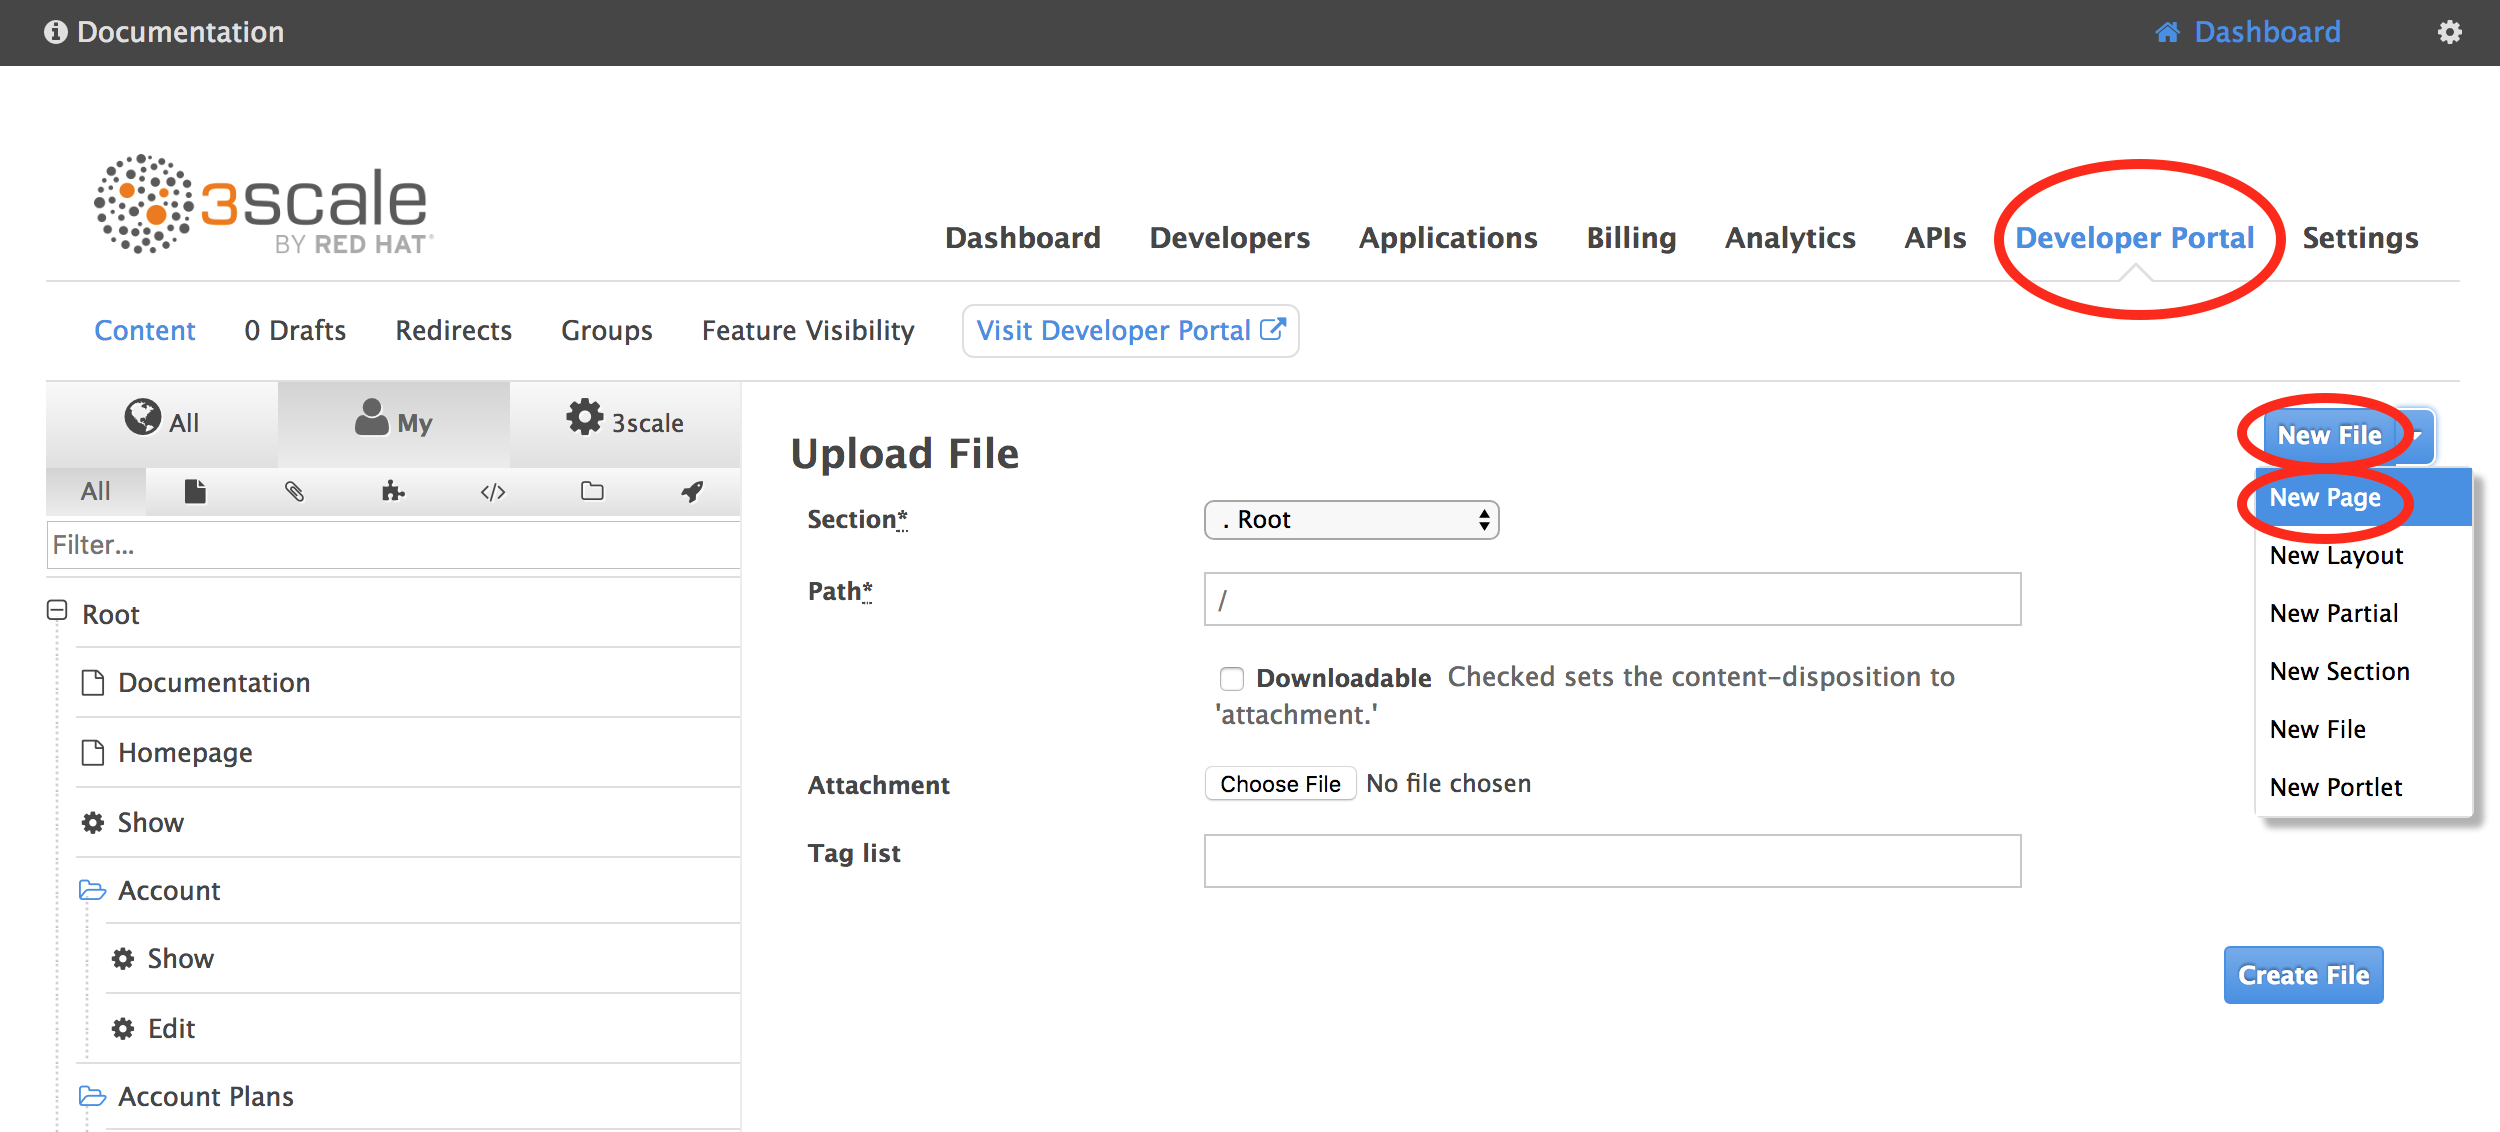 Documentation
Dashboard
3scale
BY RED HAT®
Dashboard Developers Applications Billing Analytics APIs Developer Portal Settings
Content 0 Drafts Redirects Groups Feature Visibility Visit Developer Portal
All My 3scale
All
Filter...
Root
Documentation
Homepage
Show
Account
Show
Edit
Account Plans
Upload File
Section*
. Root
Path*
/
Downloadable Checked sets the content-disposition to
'attachment.'
Attachment
Choose File No file chosen
Tag list
New File
New Page
New Layout
New Partial
New Section
New File
New Portlet
Create File